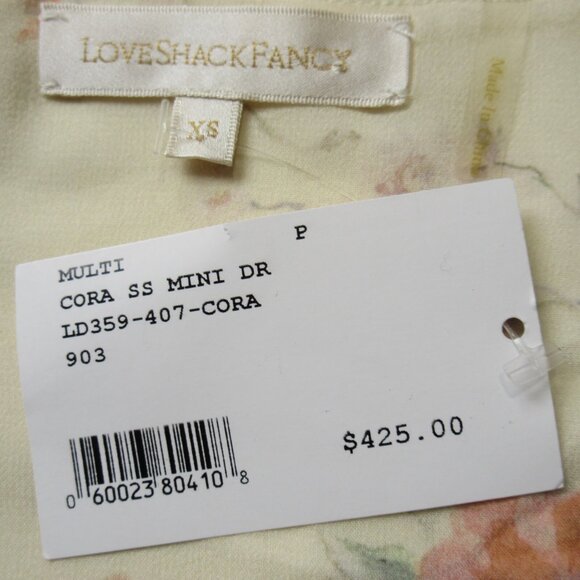 LOVESHACKFANCY
XS
Made In China
P
MULTI
CORA SS MINI DR
LD359-407-CORA
903
$425.00
0 60023 80410 8